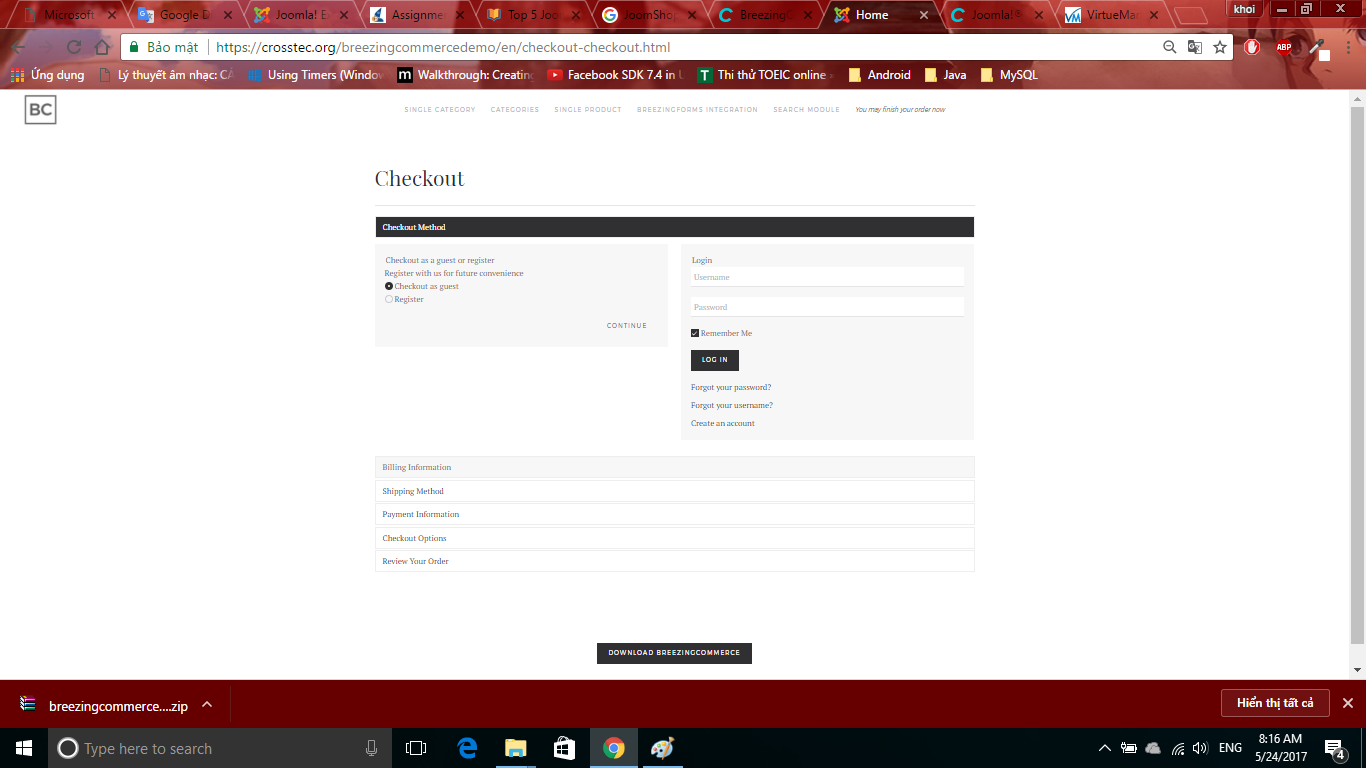 Microsoft
Google D
Joomla! E
Assignme
Top 5 Joo
JoomSho
Breezing
Home
Joomla!®
VirtueMar
khoi
Bảo mật
https://crosstec.org/breezingcommercedemo/en/checkout-checkout.html
ABP
Ứng dụng
Lý thuyết âm nhạc: CÁ
Using Timers (Window
m Walkthrough: Creating
Facebook SDK 7.4 in U
T Thi thử TOEIC online
Android
Java
MySQL
BC
SINGLE CATEGORY
CATEGORIES
SINGLE PRODUCT
BREEZINGFORMS INTEGRATION
SEARCH MODULE
You may finish your order now
Checkout
Checkout Method
Checkout as a guest or register
Register with us for future convenience
Checkout as guest
Register
CONTINUE
Login
Username
Password
Remember Me
LOG IN
Forgot your password?
Forgot your username?
Create an account
Billing Information
Shipping Method
Payment Information
Checkout Options
Review Your Order
DOWNLOAD BREEZINGCOMMERCE
breezingcommerce....zip
Hiển thị tất cả
Type here to search
ENG
8:16 AM
5/24/2017
4